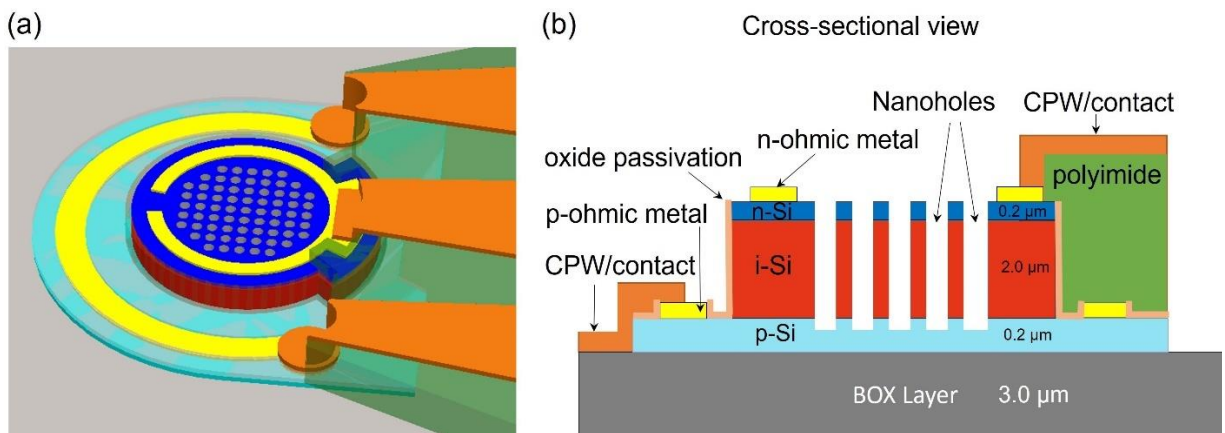 (a)
(b)
Cross-sectional view
Nanoholes
CPW/contact
n-ohmic metal
oxide passivation
polyimide
p-ohmic metal
n-Si
0.2 μm
CPW/contact
i-Si
2.0 μm
p-Si
0.2 μm
BOX Layer 3.0 μm